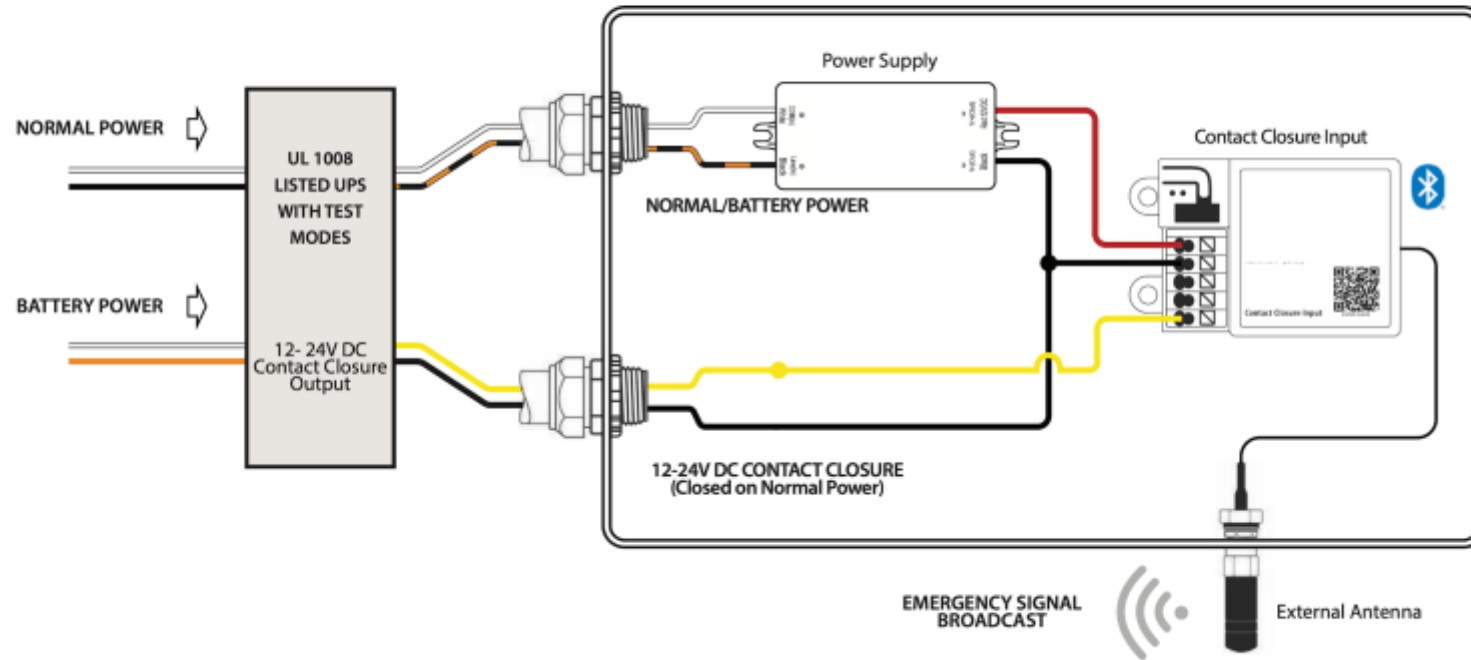 Power Supply
NORMAL POWER
UL 1008
LISTED UPS
WITH TEST
MODES
Contact Closure Input
NORMAL/BATTERY POWER
BATTERY POWER
12- 24V DC
Contact Closure
Output
Contact Closure Input
12-24V DC CONTACT CLOSURE
(Closed on Normal Power)
EMERGENCY SIGNAL
BROADCAST
External Antenna